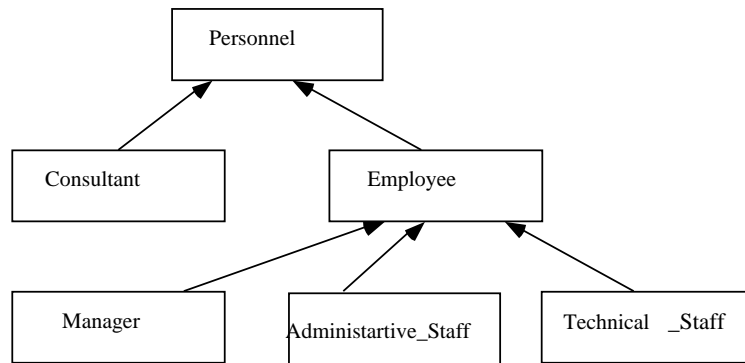 Personnel
Consultant
Employee
Manager
Administartive_Staff
Technical _Staff